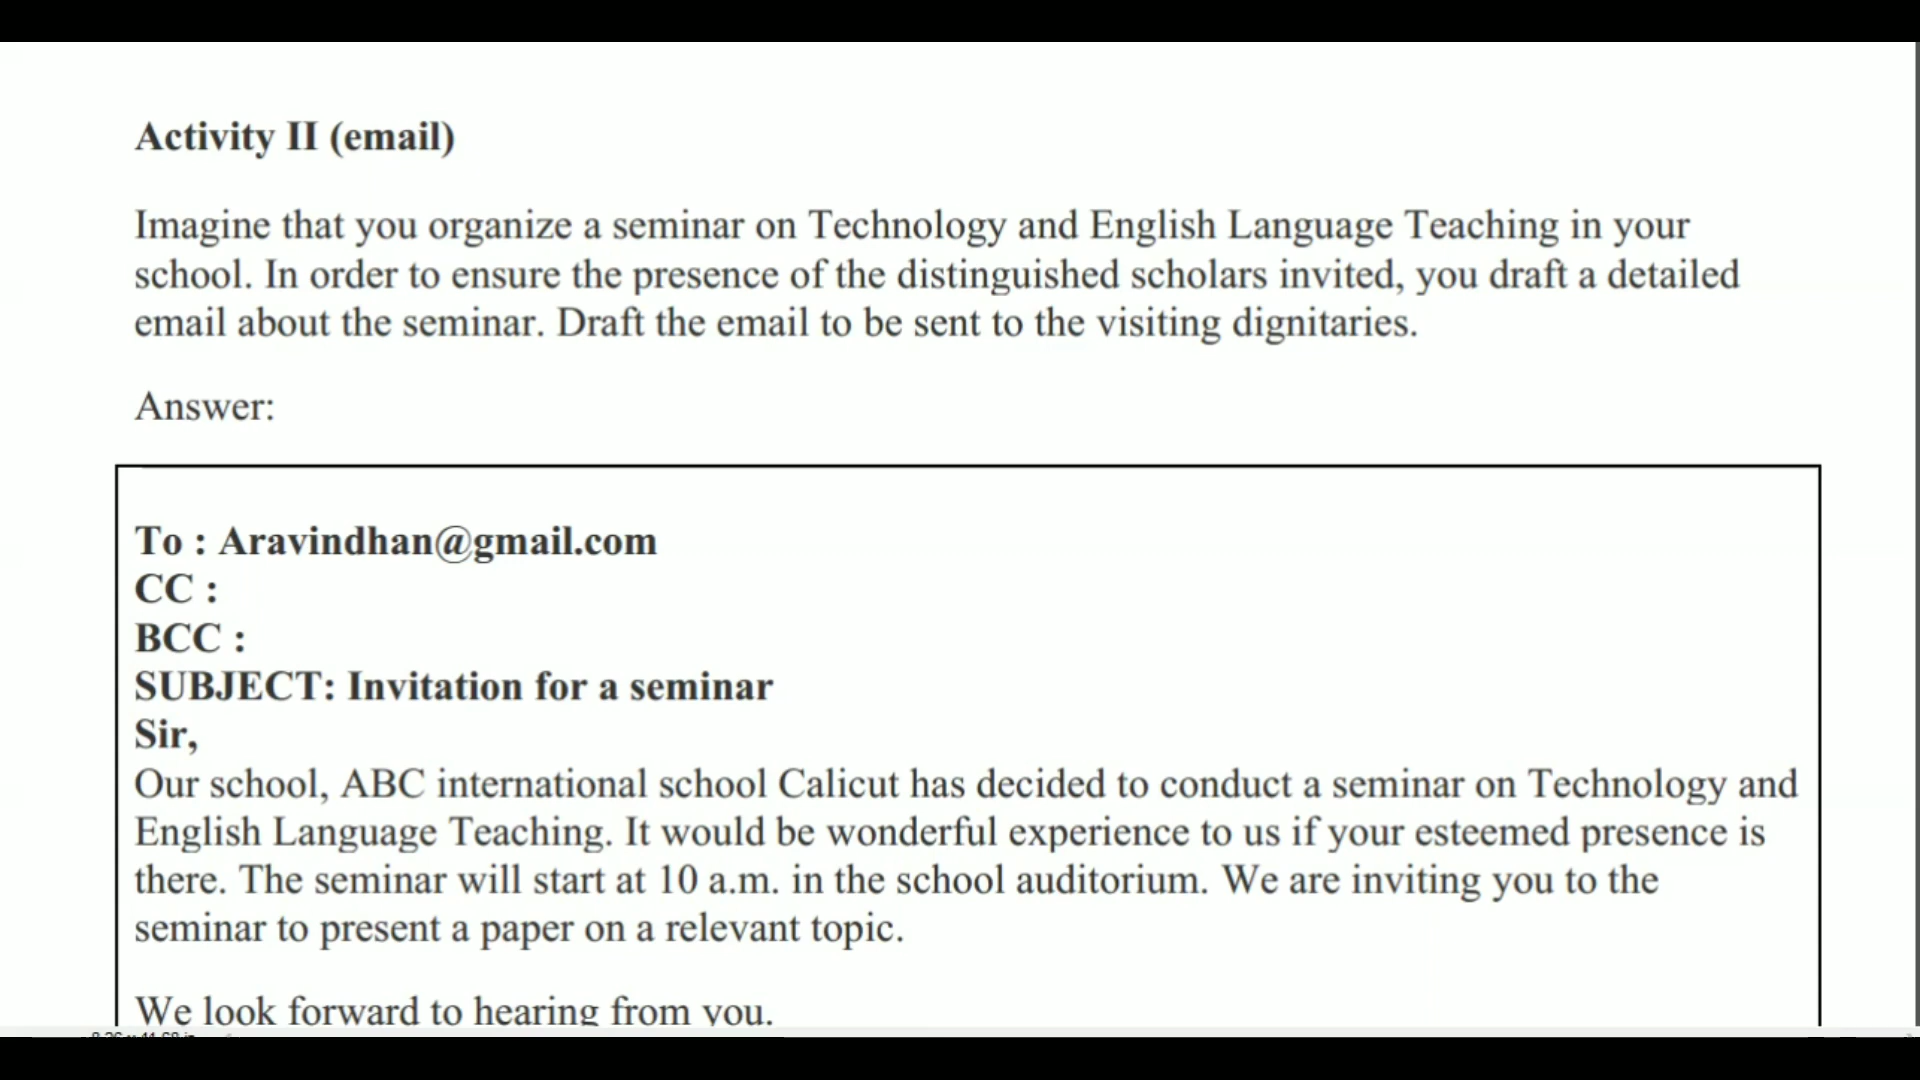 Activity II (email)
Imagine that you organize a seminar on Technology and English Language Teaching in your
school. In order to ensure the presence of the distinguished scholars invited, you draft a detailed
email about the seminar. Draft the email to be sent to the visiting dignitaries.
Answer:
To : Aravindhan@gmail.com
CC :
BCC :
SUBJECT: Invitation for a seminar
Sir,
Our school, ABC international school Calicut has decided to conduct a seminar on Technology and
English Language Teaching. It would be wonderful experience to us if your esteemed presence is
there. The seminar will start at 10 a.m. in the school auditorium. We are inviting you to the
seminar to present a paper on a relevant topic.
We look forward to hearing from you.